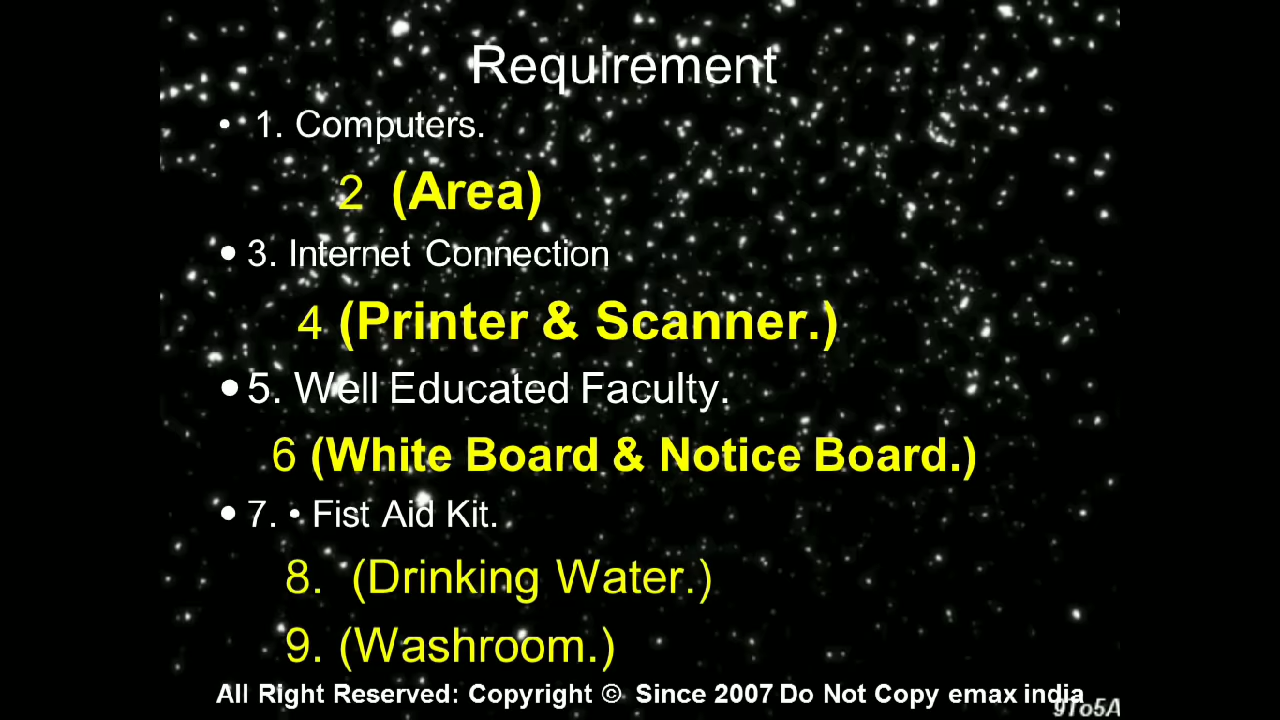 Requirement
• 1. Computers.
2 (Area)
• 3. Internet Connection
4 (Printer & Scanner.)
• 5. Well Educated Faculty.
6 (White Board & Notice Board.)
• 7. • Fist Aid Kit.
8. (Drinking Water.)
9. (Washroom.)
All Right Reserved: Copyright © Since 2007 Do Not Copy emax india
9To5A